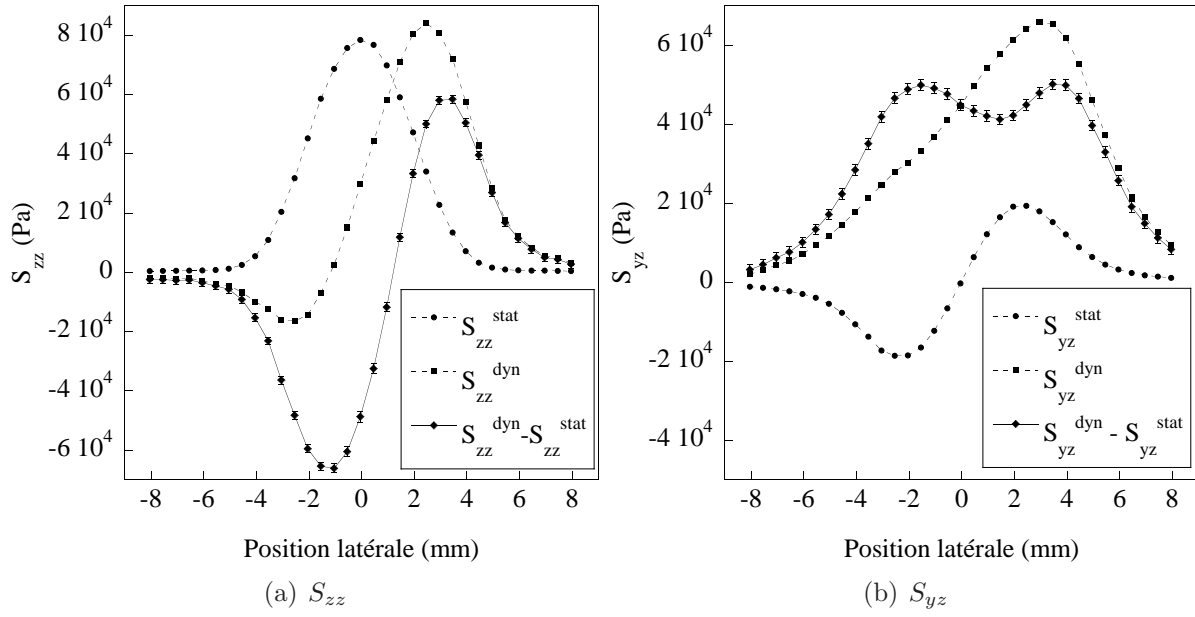 8 10⁴
6 10⁴
4 10⁴
2 10⁴
0
-2 10⁴
-4 10⁴
-6 10⁴
S_zz (Pa)
S_zz^stat
S_zz^dyn
S_zz^dyn-S_zz^stat
-8 -6 -4 -2 0 2 4 6 8
Position latérale (mm)
(a) S_zz
6 10⁴
4 10⁴
2 10⁴
0
-2 10⁴
-4 10⁴
S_yz (Pa)
S_yz^stat
S_yz^dyn
S_yz^dyn - S_yz^stat
-8 -6 -4 -2 0 2 4 6 8
Position latérale (mm)
(b) S_yz